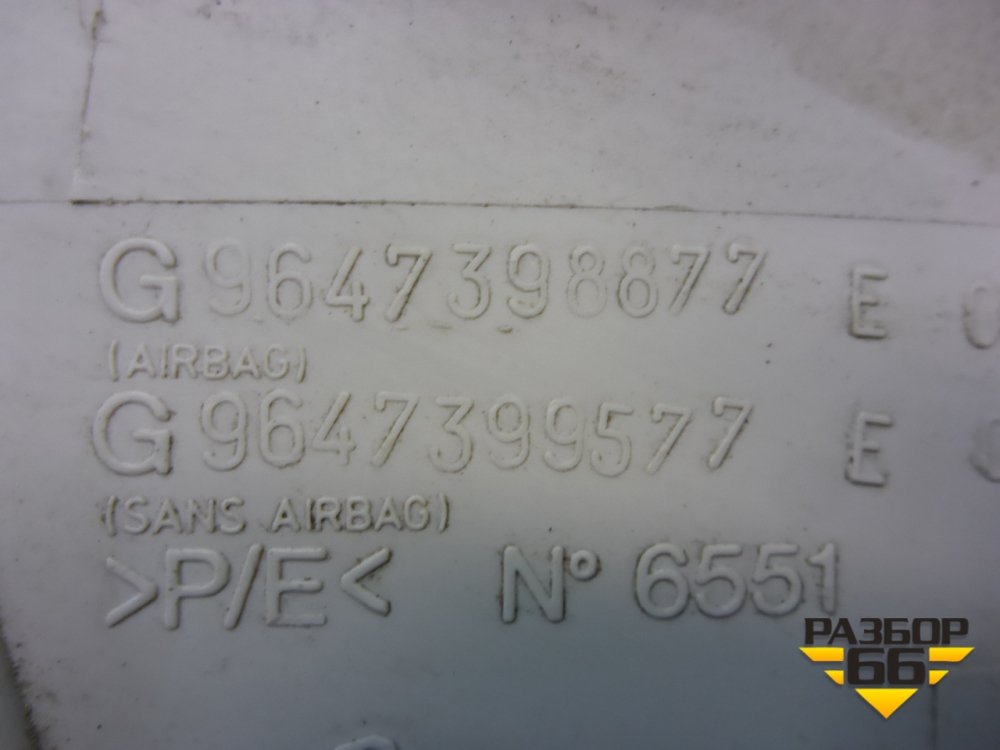 G 9647398877 E
(AIRBAG)
G 9647399577 E
(SANS AIRBAG)
>P/E< N° 6551
РАЗБОР
66